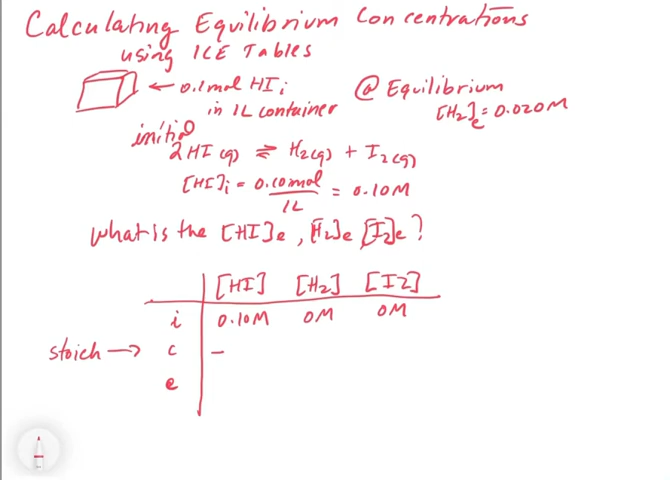 Calculating Equilibrium Concentrations
using ICE Tables
← 0.1mol HI i @ Equilibrium
in 1L container [H2]e = 0.020M
initial
2HI(g) ⇌ H2(g) + I2(g)
[HI]i = 0.10mol / 1L = 0.10M
What is the [HI]e, [H2]e [I2]e?
[HI] [H2] [I2]
i 0.10M 0M 0M
stoich → c –
e